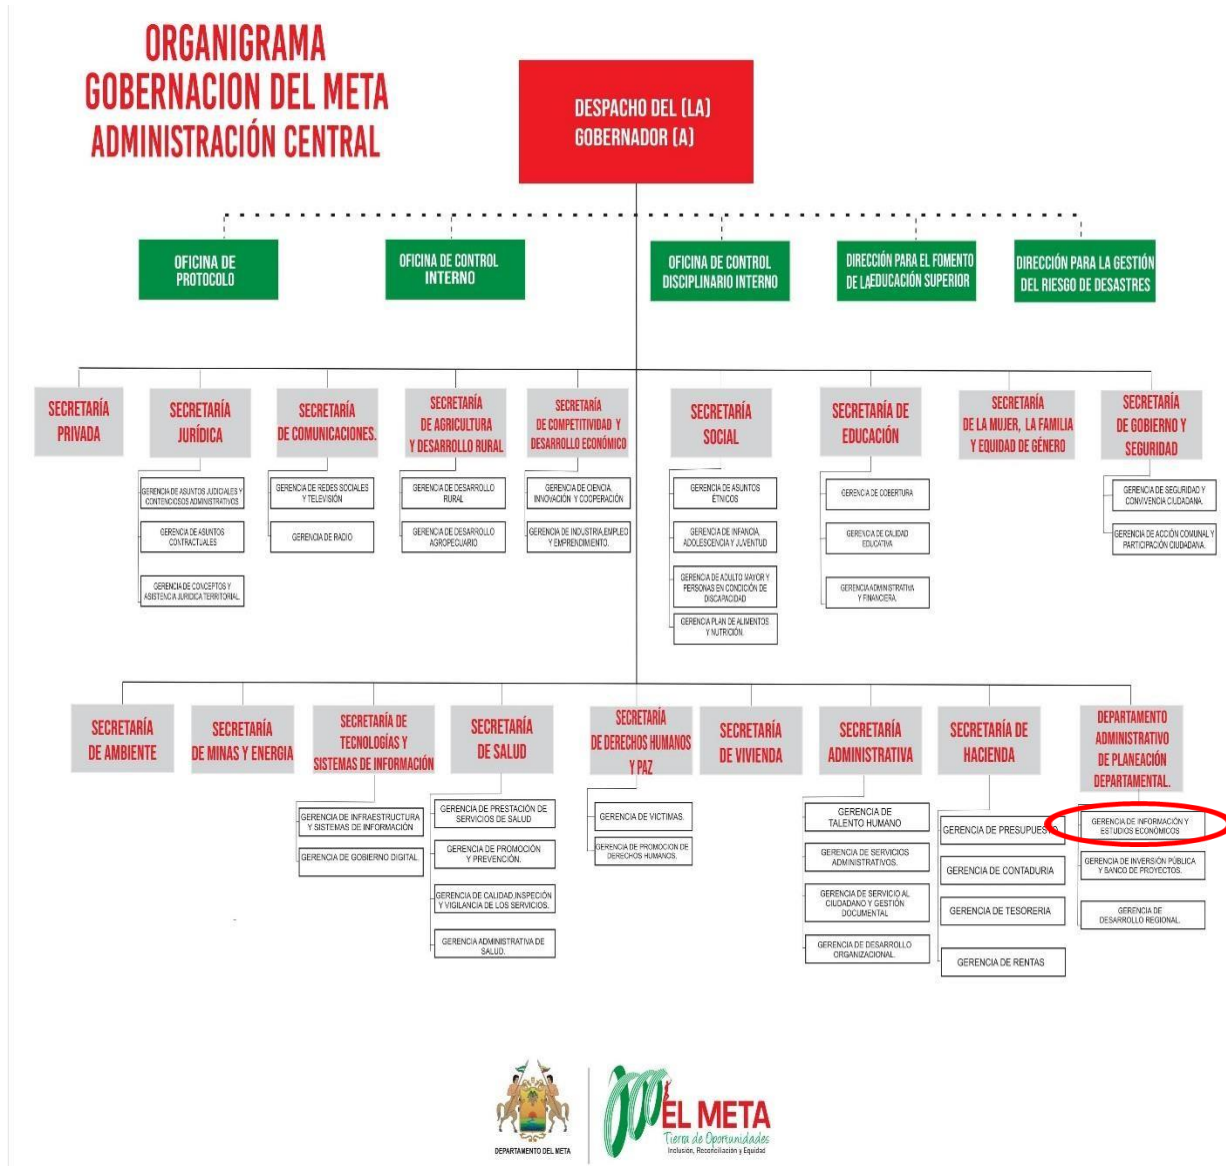 ORGANIGRAMA
GOBERNACION DEL META
ADMINISTRACIÓN CENTRAL
DESPACHO DEL (LA)
GOBERNADOR (A)
OFICINA DE
PROTOCOLO
OFICINA DE CONTROL
INTERNO
OFICINA DE CONTROL
DISCIPLINARIO INTERNO
DIRECCIÓN PARA EL FOMENTO
DE LA EDUCACIÓN SUPERIOR
DIRECCIÓN PARA LA GESTIÓN
DEL RIESGO DE DESASTRES
SECRETARÍA
PRIVADA
SECRETARÍA
JURÍDICA
GERENCIA DE ASUNTOS JUDICIALES Y
CONTENCIOSOS ADMINISTRATIVOS
GERENCIA DE ASUNTOS
CONTRACTUALES
GERENCIA DE CONCEPTOS Y
ASISTENCIA JURIDICA TERRITORIAL.
SECRETARÍA
DE COMUNICACIONES.
GERENCIA DE REDES SOCIALES
Y TELEVISIÓN
GERENCIA DE RADIO
SECRETARÍA
DE AGRICULTURA
Y DESARROLLO RURAL
GERENCIA DE DESARROLLO
RURAL
GERENCIA DE DESARROLLO
AGROPECUARIO
SECRETARÍA
DE COMPETITIVIDAD Y
DESARROLLO ECONÓMICO
GERENCIA DE CIENCIA,
INNOVACIÓN Y COOPERACIÓN
GERENCIA DE INDUSTRIA,EMPLEO
Y EMPRENDIMIENTO.
SECRETARÍA
SOCIAL
GERENCIA DE ASUNTOS
ÉTNICOS
GERENCIA DE INFANCIA,
ADOLESCENCIA Y JUVENTUD
GERENCIA DE ADULTO MAYOR Y
PERSONAS EN CONDICIÓN DE
DISCAPACIDAD
GERENCIA PLAN DE ALIMENTOS
Y NUTRICIÓN.
SECRETARÍA DE
EDUCACIÓN
GERENCIA DE COBERTURA
GERENCIA DE CALIDAD
EDUCATIVA
GERENCIA ADMINISTRATIVA
Y FINANCIERA.
SECRETARÍA
DE LA MUJER, LA FAMILIA
Y EQUIDAD DE GÉNERO
SECRETARÍA
DE GOBIERNO Y
SEGURIDAD
GERENCIA DE SEGURIDAD Y
CONVIVENCIA CIUDADANA.
GERENCIA DE ACCIÓN COMUNAL Y
PARTICIPACIÓN CIUDADANA.
SECRETARÍA
DE AMBIENTE
SECRETARÍA
DE MINAS Y ENERGIA
SECRETARÍA DE
TECNOLOGÍAS Y
SISTEMAS DE INFORMACIÓN
GERENCIA DE INFRAESTRUCTURA
Y SISTEMAS DE INFORMACIÓN
GERENCIA DE GOBIERNO DIGITAL.
SECRETARÍA
DE SALUD
GERENCIA DE PRESTACIÓN DE
SERVICIOS DE SALUD
GERENCIA DE PROMOCIÓN
Y PREVENCIÓN.
GERENCIA DE CALIDAD,INSPECIÓN
Y VIGILANCIA DE LOS SERVICIOS.
GERENCIA ADMINISTRATIVA DE
SALUD.
SECRETARÍA
DE DERECHOS HUMANOS
Y PAZ
GERENCIA DE VICTIMAS.
GERENCIA DE PROMOCION DE
DERECHOS HUMANOS.
SECRETARÍA
DE VIVIENDA
SECRETARÍA
ADMINISTRATIVA
GERENCIA DE
TALENTO HUMANO
GERENCIA DE SERVICIOS
ADMINISTRATIVOS.
GERENCIA DE SERVICIO AL
CIUDADANO Y GESTIÓN
DOCUMENTAL
GERENCIA DE DESARROLLO
ORGANIZACIONAL.
SECRETARÍA DE
HACIENDA
GERENCIA DE PRESUPUESTO
GERENCIA DE CONTADURIA
GERENCIA DE TESORERIA
GERENCIA DE RENTAS
DEPARTAMENTO
ADMINISTRATIVO
DE PLANEACIÓN
DEPARTAMENTAL.
GERENCIA DE INFORMACIÓN Y
ESTUDIOS ECONÓMICOS
GERENCIA DE INVERSIÓN PÚBLICA
Y BANCO DE PROYECTOS.
GERENCIA DE
DESARROLLO REGIONAL.
DEPARTAMENTO DEL META
EL META
Tierra de Oportunidades
Inclusión, Reconciliación y Equidad